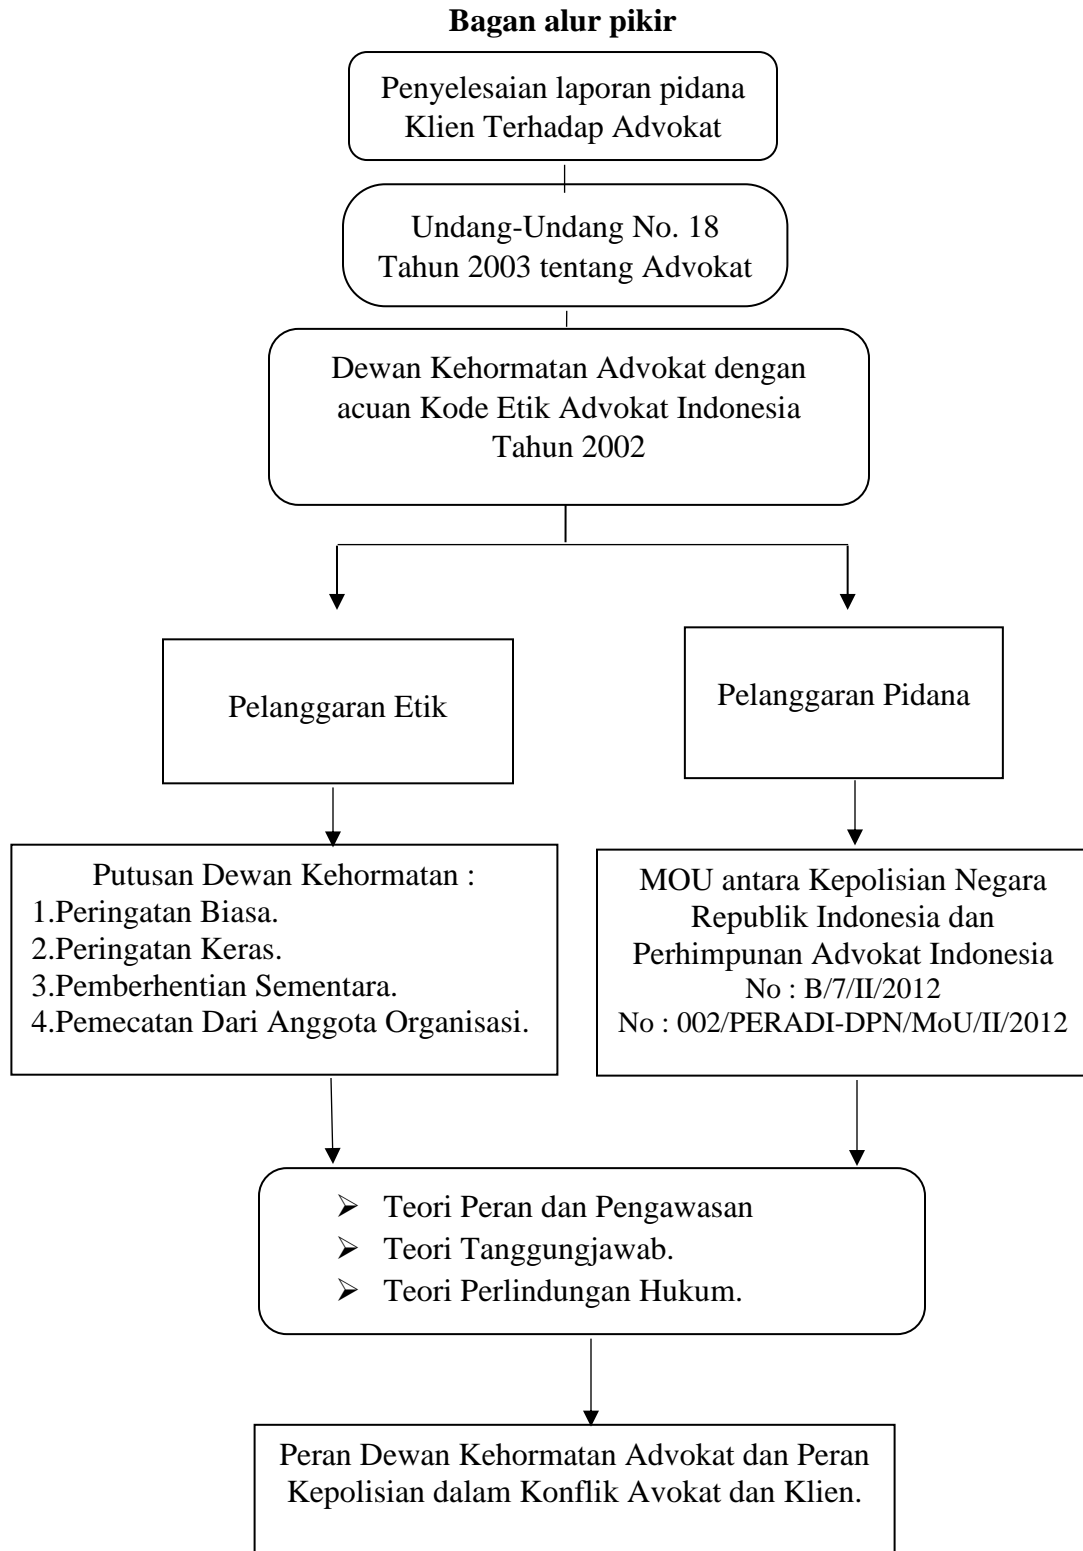 Bagan alur pikir
Penyelesaian laporan pidana
Klien Terhadap Advokat
Undang-Undang No. 18
Tahun 2003 tentang Advokat
Dewan Kehormatan Advokat dengan
acuan Kode Etik Advokat Indonesia
Tahun 2002
Pelanggaran Etik
Pelanggaran Pidana
Putusan Dewan Kehormatan :
1.Peringatan Biasa.
2.Peringatan Keras.
3.Pemberhentian Sementara.
4.Pemecatan Dari Anggota Organisasi.
MOU antara Kepolisian Negara
Republik Indonesia dan
Perhimpunan Advokat Indonesia
No : B/7/II/2012
No : 002/PERADI-DPN/MoU/II/2012
➢ Teori Peran dan Pengawasan
➢ Teori Tanggungjawab.
➢ Teori Perlindungan Hukum.
Peran Dewan Kehormatan Advokat dan Peran
Kepolisian dalam Konflik Avokat dan Klien.